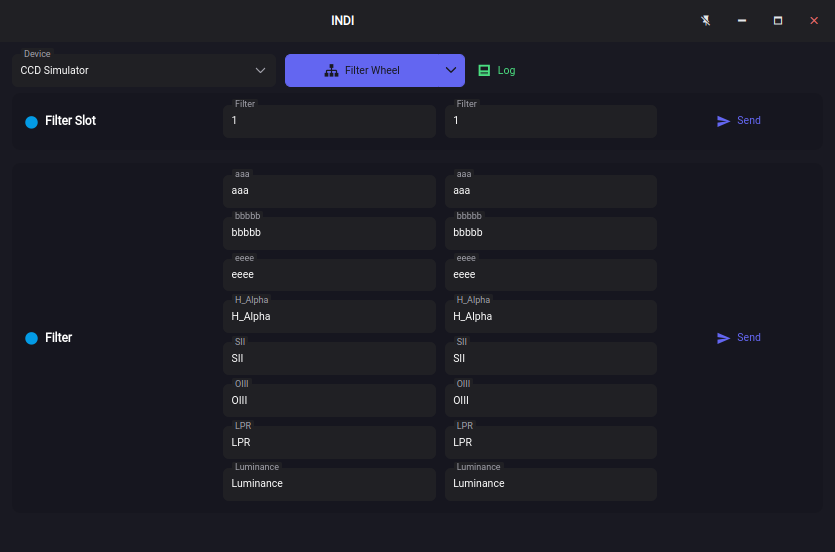 INDI
Device
CCD Simulator
Filter Wheel
Log
Filter Slot
Filter
1
Filter
1
Send
Filter
aaa
aaa
aaa
aaa
bbbbb
bbbbb
bbbbb
bbbbb
eeee
eeee
eeee
eeee
H_Alpha
H_Alpha
H_Alpha
H_Alpha
SII
SII
SII
SII
OIII
OIII
OIII
OIII
LPR
LPR
LPR
LPR
Luminance
Luminance
Luminance
Luminance
Send